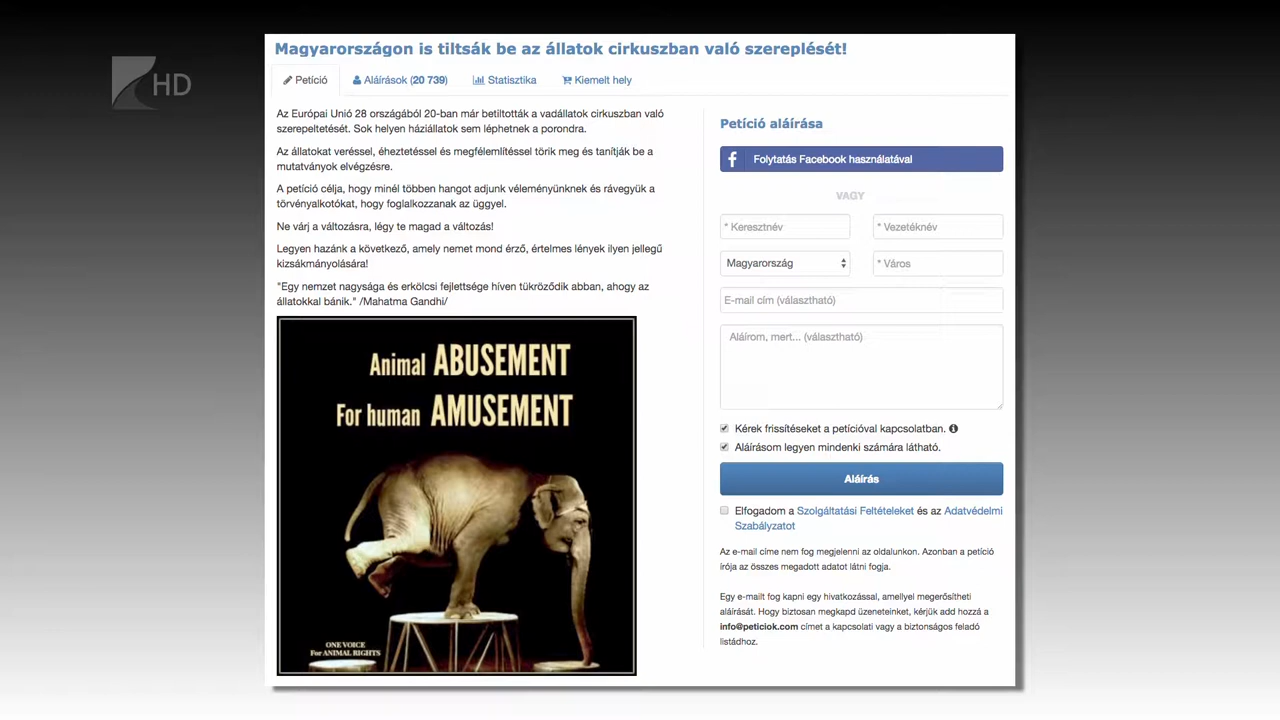 HD
Magyarországon is tiltsák be az állatok cirkuszban való szereplését!
Petíció
Aláírások (20 739)
Statisztika
Kiemelt hely
Az Európai Unió 28 országából 20-ban már betiltották a vadállatok cirkuszban való
szerepeltetését. Sok helyen háziállatok sem léphetnek a porondra.
Az állatokat veréssel, éheztetéssel és megfélemlítéssel törik meg és tanítják be a
mutatványok elvégzésre.
A petíció célja, hogy minél többen hangot adjunk véleményünknek és rávegyük a
törvényalkotókat, hogy foglalkozzanak az üggyel.
Ne várj a változásra, légy te magad a változás!
Legyen hazánk a következő, amely nemet mond érző, értelmes lények ilyen jellegű
kizsákmányolására!
"Egy nemzet nagysága és erkölcsi fejlettsége híven tükröződik abban, ahogy az
állatokkal bánik." /Mahatma Gandhi/
Animal ABUSEMENT
For human AMUSEMENT
ONE VOICE
For ANIMAL RIGHTS
Petíció aláírása
f Folytatás Facebook használatával
VAGY
* Keresztnév
* Vezetéknév
Magyarország
* Város
E-mail cím (választható)
Aláírom, mert... (választható)
Kérek frissítéseket a petícióval kapcsolatban.
Aláírásom legyen mindenki számára látható.
Aláírás
Elfogadom a Szolgáltatási Feltételeket és az Adatvédelmi
Szabályzatot
Az e-mail címe nem fog megjelenni az oldalunkon. Azonban a petíció
írója az összes megadott adatot látni fogja.
Egy e-mailt fog kapni egy hivatkozással, amellyel megerősítheti
aláírását. Hogy biztosan megkapd üzeneteinket, kérjük add hozzá a
info@peticiok.com címet a kapcsolati vagy a biztonságos feladó
listádhoz.